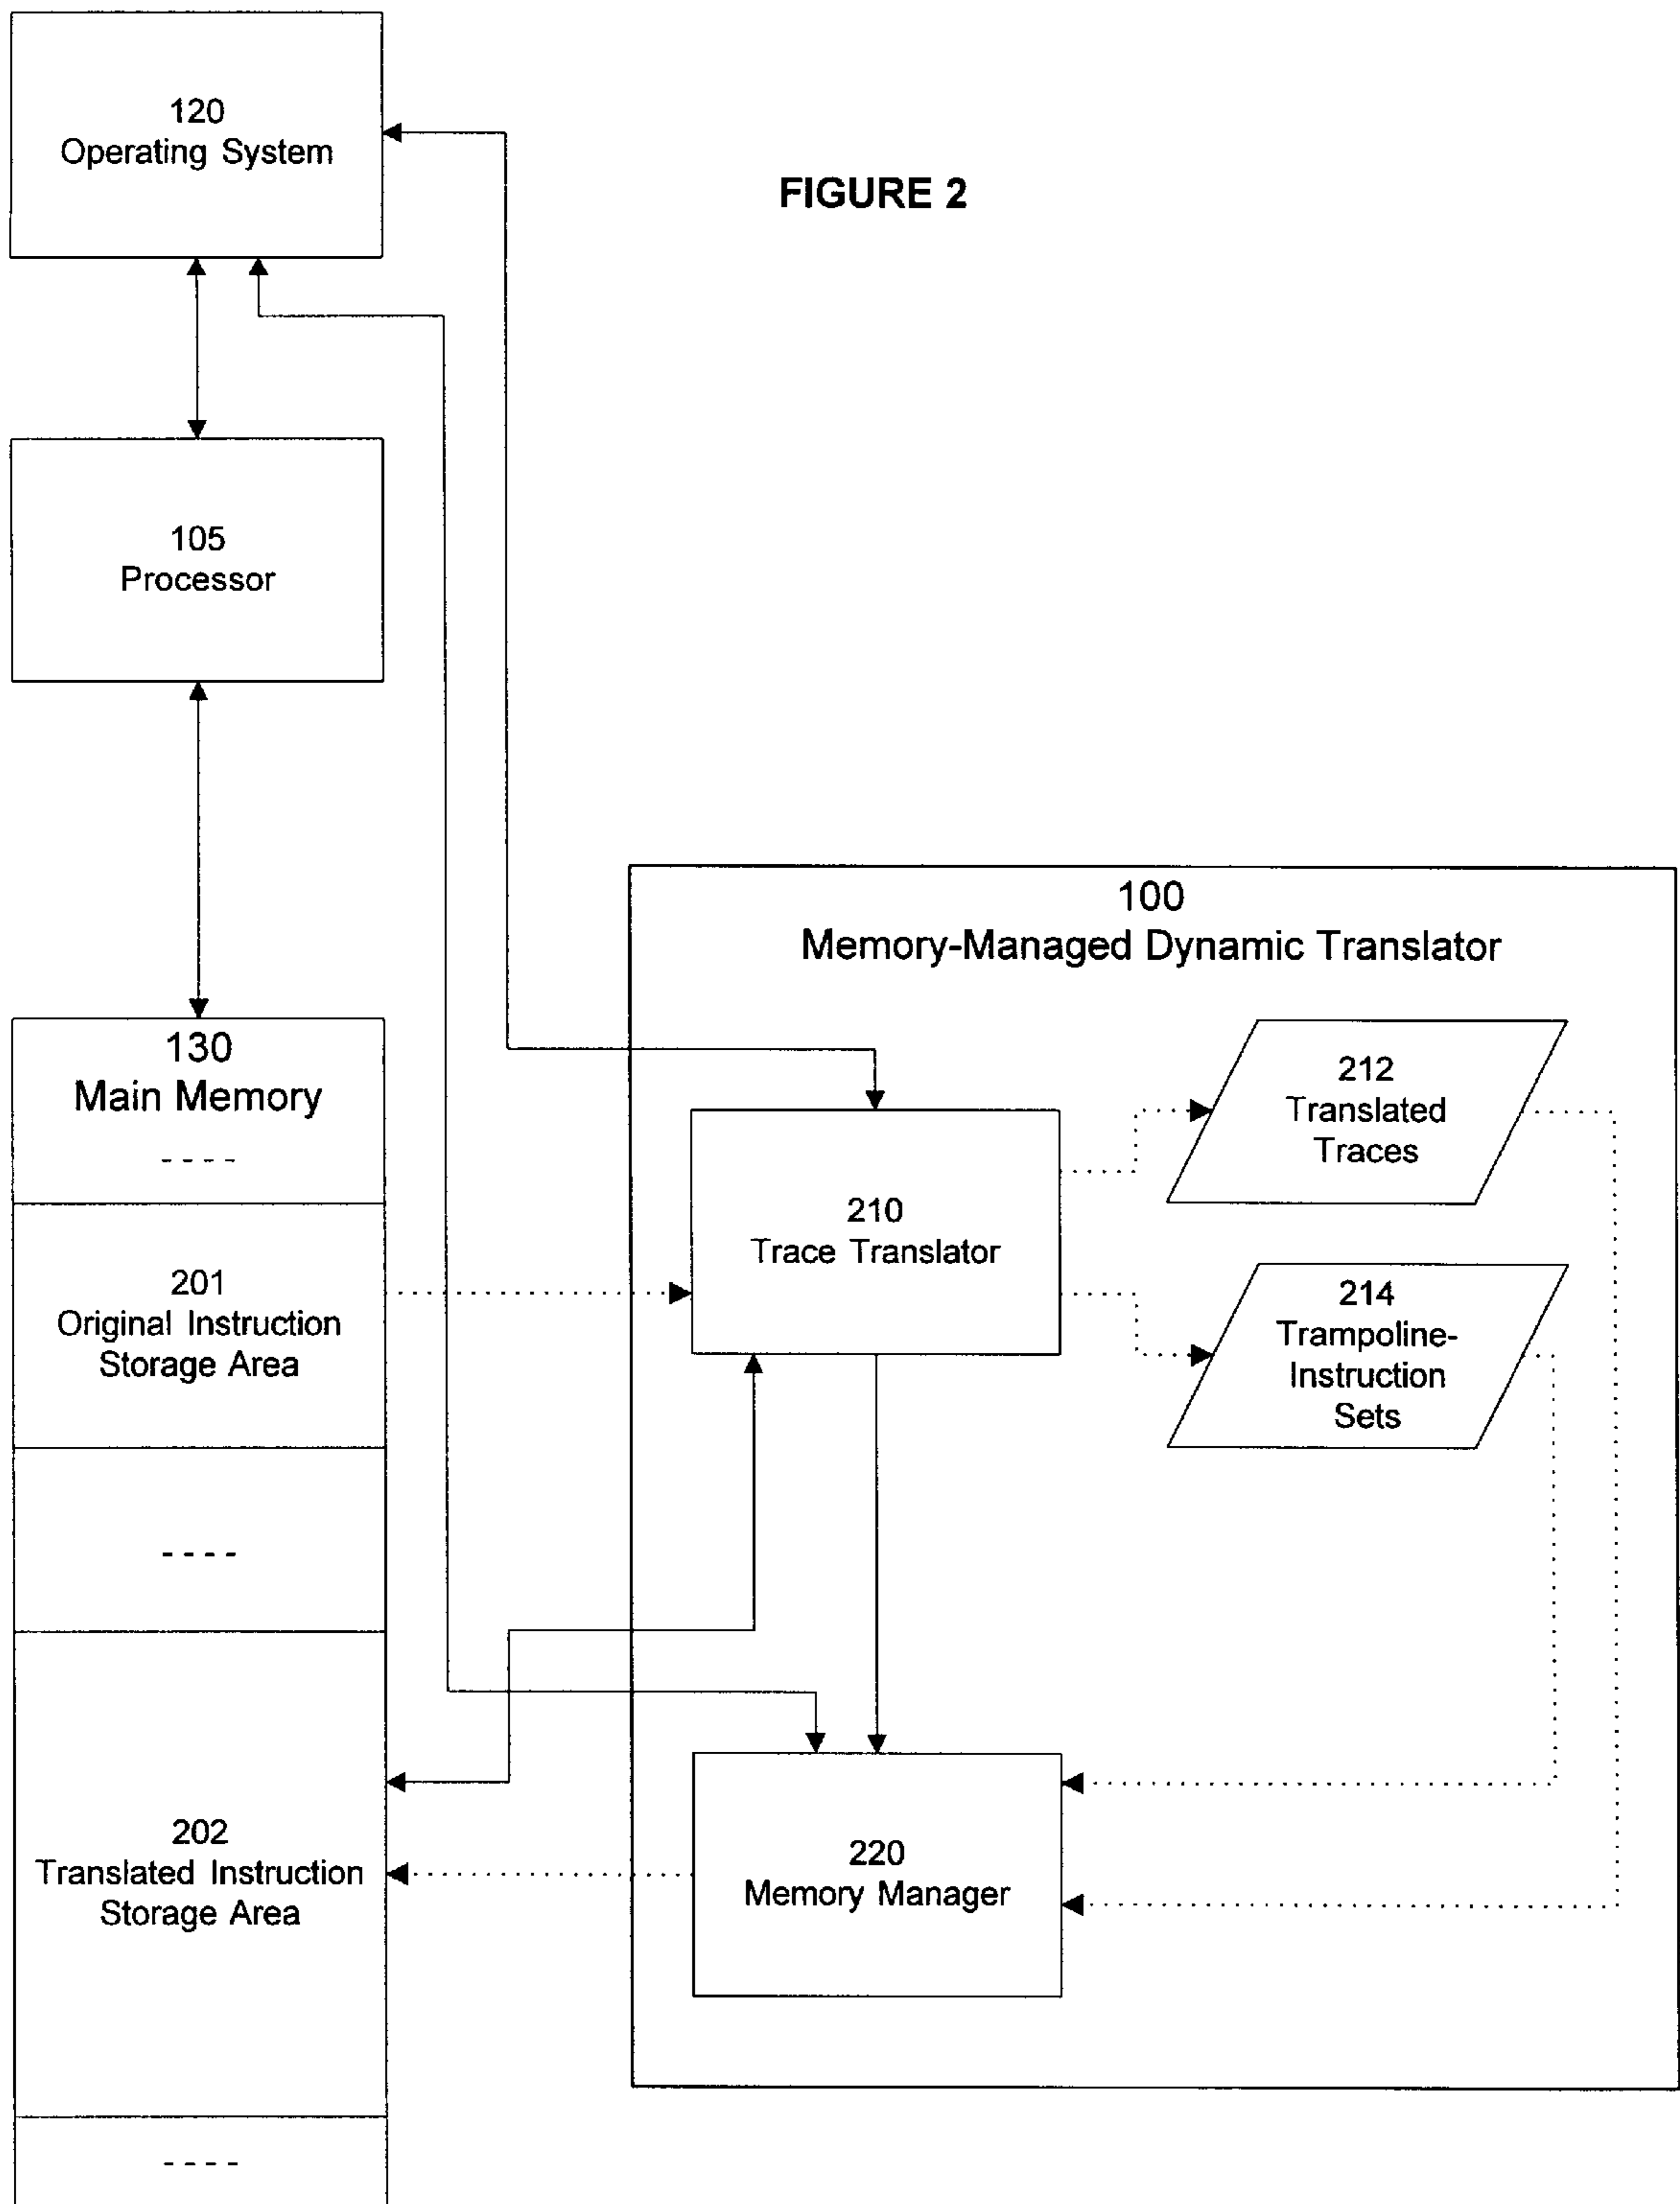 120
Operating System
FIGURE 2
105
Processor
100
Memory-Managed Dynamic Translator
130
Main Memory
- - - -
212
Translated
Traces
210
Trace Translator
201
Original Instruction
Storage Area
214
Trampoline-
Instruction
Sets
- - - -
202
Translated Instruction
Storage Area
220
Memory Manager
- - - -